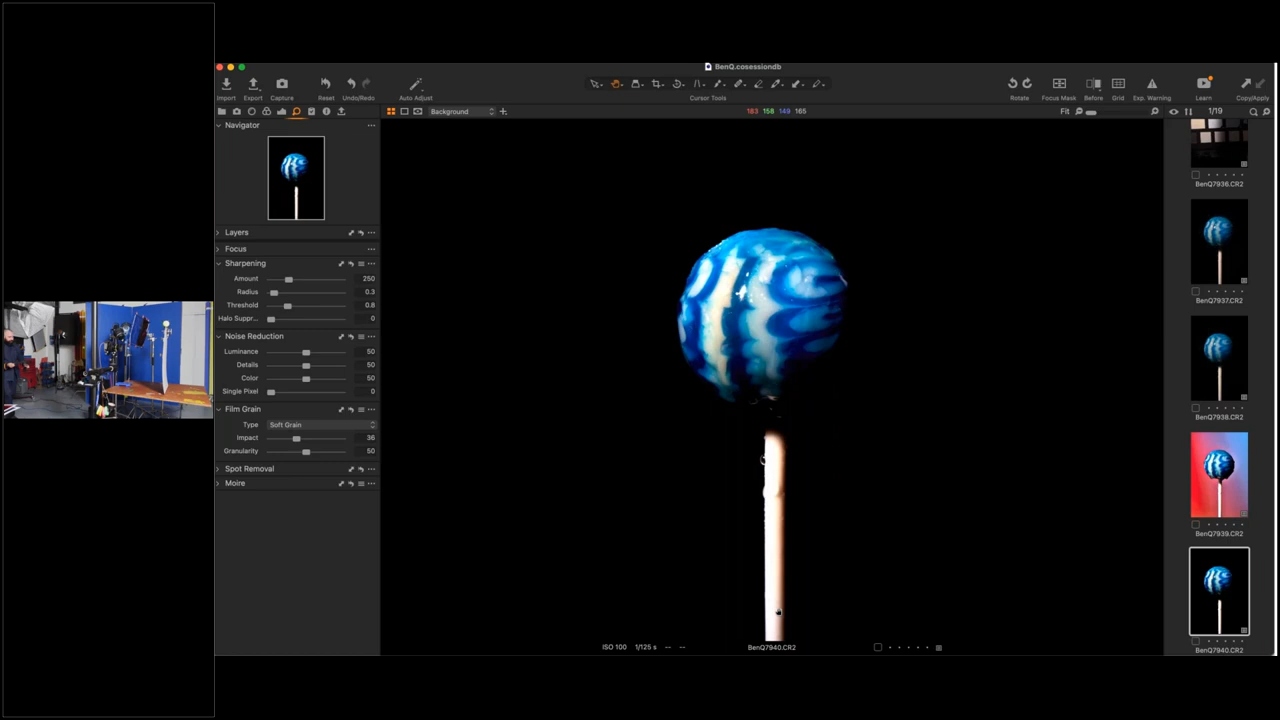 BenQ.cosessiondb
Import Export Capture Reset Undo/Redo Auto Adjust Cursor Tools Rotate Focus Mask Before Grid Exp. Warning Learn Copy/Apply
Background 183 158 149 165 Fit 1/19
Navigator
Layers
Focus
Sharpening
Amount 250
Radius 0.3
Threshold 0.8
Halo Suppr... 0
Noise Reduction
Luminance 50
Details 50
Color 50
Single Pixel 0
Film Grain
Type Soft Grain
Impact 36
Granularity 50
Spot Removal
Moire
ISO 100 1/125 s -- -- BenQ7940.CR2
BenQ7936.CR2
BenQ7937.CR2
BenQ7938.CR2
BenQ7939.CR2
BenQ7940.CR2